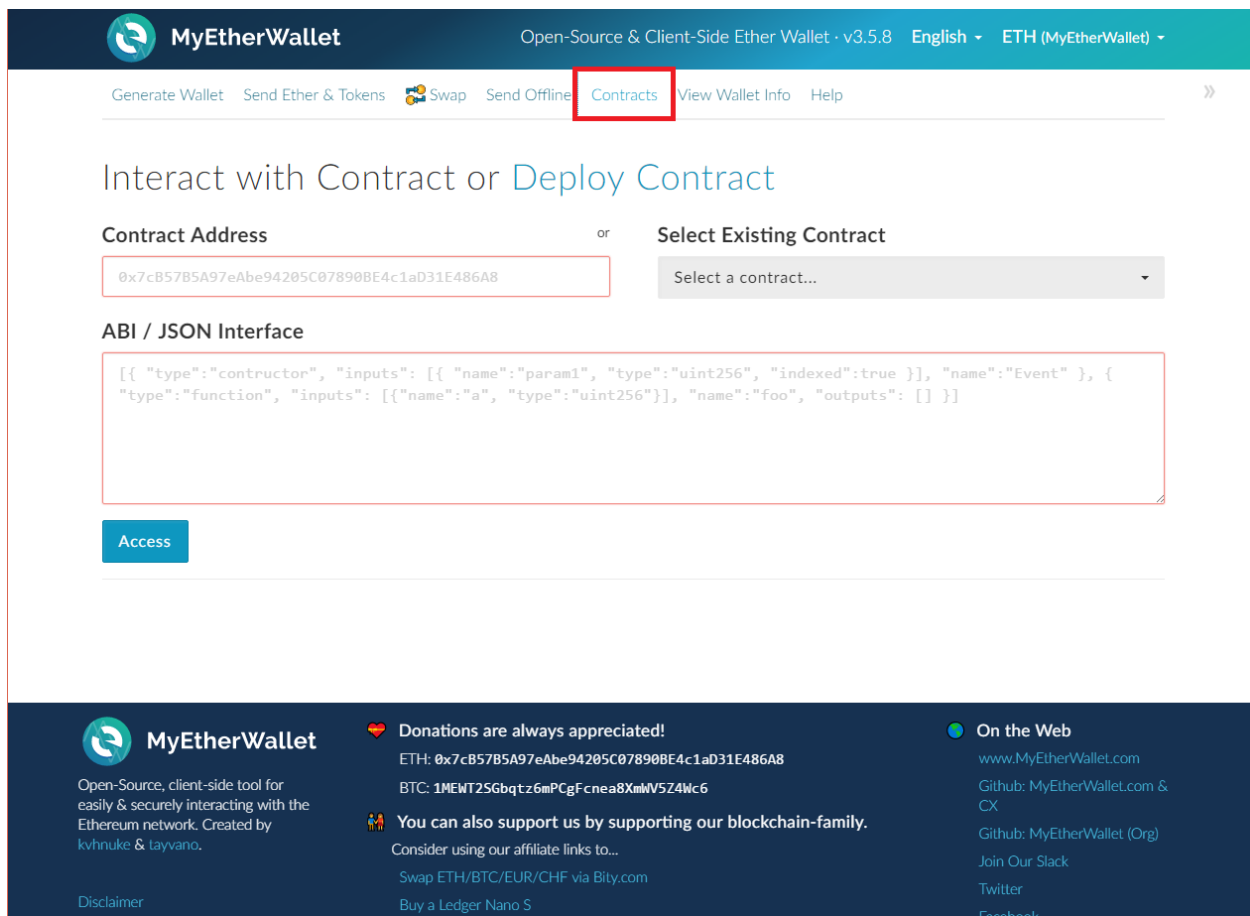 MyEtherWallet
Open-Source & Client-Side Ether Wallet · v3.5.8 English ETH (MyEtherWallet)
Generate Wallet Send Ether & Tokens Swap Send Offline Contracts View Wallet Info Help »
Interact with Contract or Deploy Contract
Contract Address or Select Existing Contract
0x7cB57B5A97eAbe94205C07890BE4c1aD31E486A8 Select a contract...
ABI / JSON Interface
[{ "type":"contructor", "inputs": [{ "name":"param1", "type":"uint256", "indexed":true }], "name":"Event" }, {
"type":"function", "inputs": [{"name":"a", "type":"uint256"}], "name":"foo", "outputs": [] }]
Access
MyEtherWallet
Open-Source, client-side tool for
easily & securely interacting with the
Ethereum network. Created by
kvhnuke & tayvano.
Disclaimer
Donations are always appreciated!
ETH: 0x7cB57B5A97eAbe94205C07890BE4c1aD31E486A8
BTC: 1MEWT2SGbqtz6mPCgFcnea8XmWV5Z4Wc6
You can also support us by supporting our blockchain-family.
Consider using our affiliate links to...
Swap ETH/BTC/EUR/CHF via Bity.com
Buy a Ledger Nano S
On the Web
www.MyEtherWallet.com
Github: MyEtherWallet.com &
CX
Github: MyEtherWallet (Org)
Join Our Slack
Twitter
Facebook